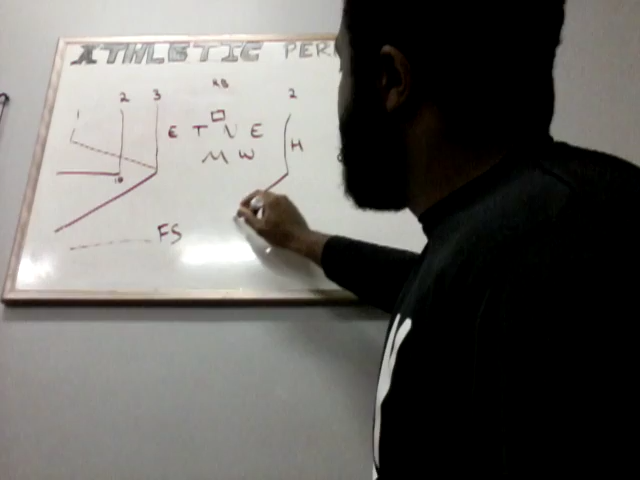 ATHLETIC PER
RB
1 2 3 2
E T N E
M W H
FS